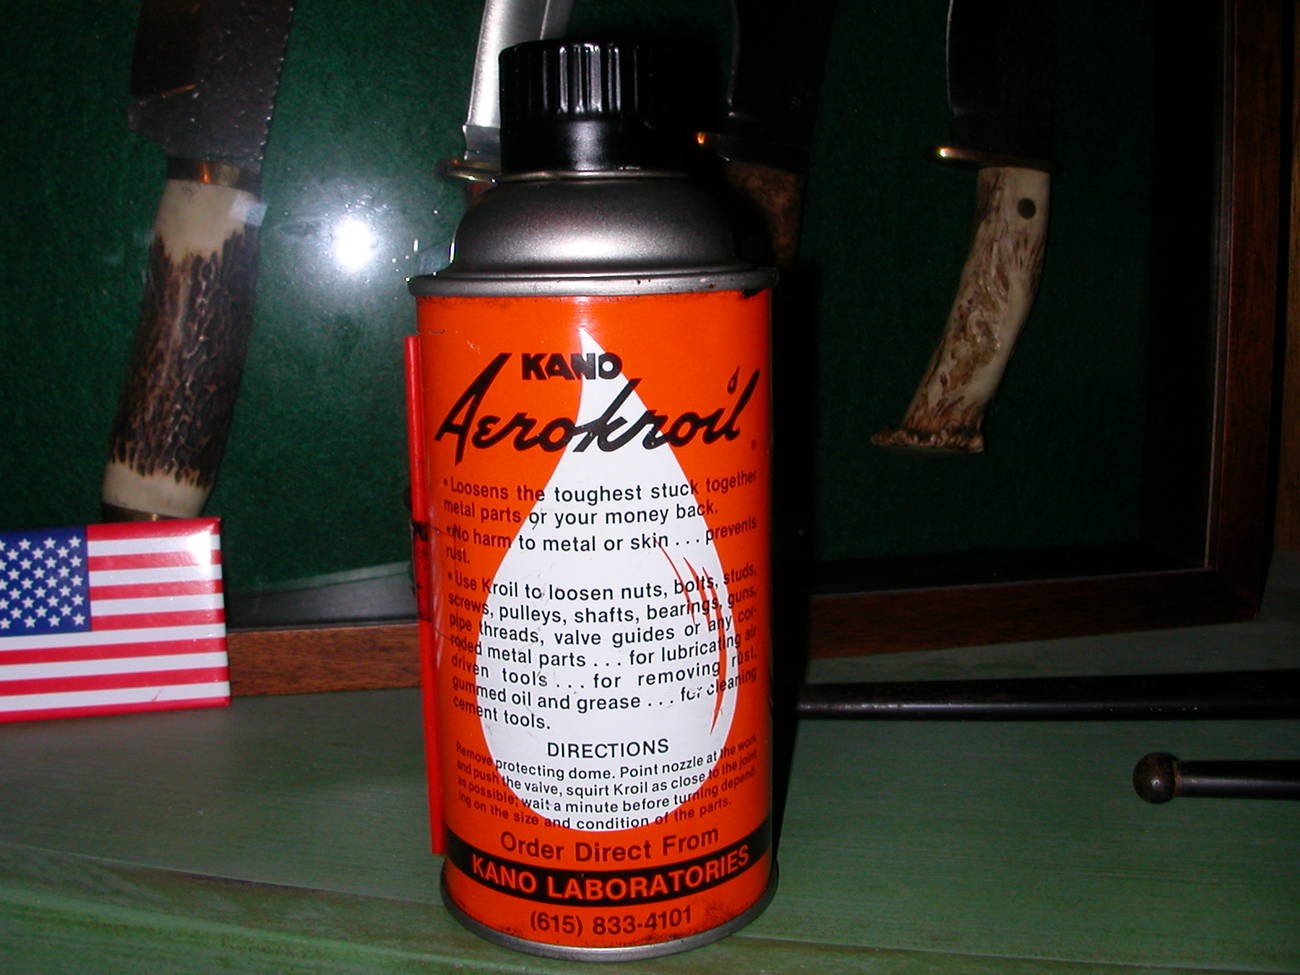 KANO
Aerokroil ®
• Loosens the toughest stuck together
metal parts or your money back.
• No harm to metal or skin . . . prevents
rust.
• Use Kroil to loosen nuts, bolts, studs,
screws, pulleys, shafts, bearings, guns,
pipe threads, valve guides or any cor-
roded metal parts . . . for lubricating air
driven tools . . . for removing rust,
gummed oil and grease . . . for cleaning
cement tools.
DIRECTIONS
Remove protecting dome. Point nozzle at the work
and push the valve, squirt Kroil as close to the joint
as possible; wait a minute before turning depend-
ing on the size and condition of the parts.
Order Direct From
KANO LABORATORIES
(615) 833-4101